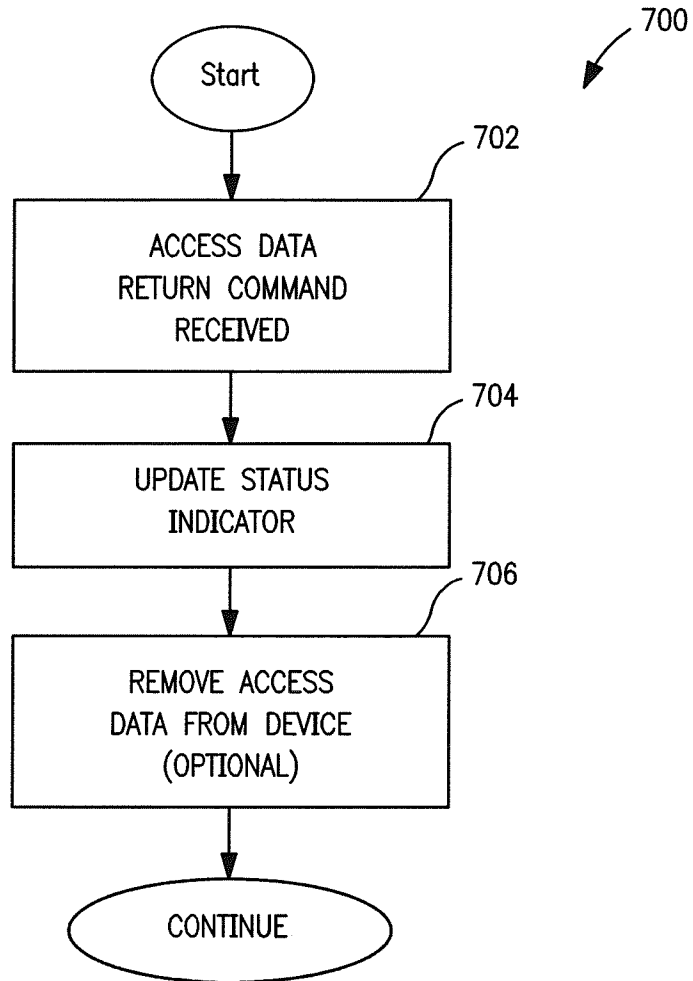 700
Start
702
ACCESS DATA
RETURN COMMAND
RECEIVED
704
UPDATE STATUS
INDICATOR
706
REMOVE ACCESS
DATA FROM DEVICE
(OPTIONAL)
CONTINUE